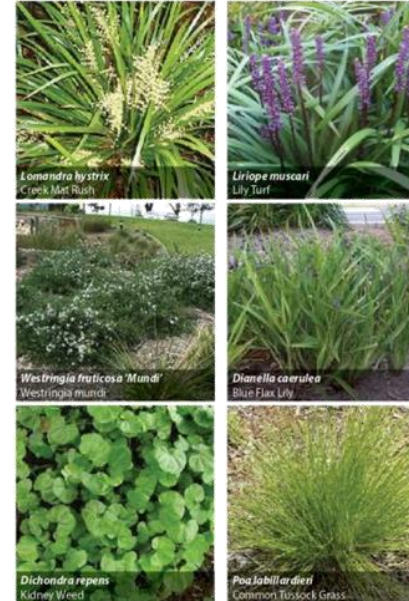 Lomandra hystrix
Creek Mat Rush
Liriope muscari
Lily Turf
Westringia fruticosa 'Mundi'
Westringia mundi
Dianella caerulea
Blue Flax Lily
Dichondra repens
Kidney Weed
Poa labillardieri
Common Tussock Grass